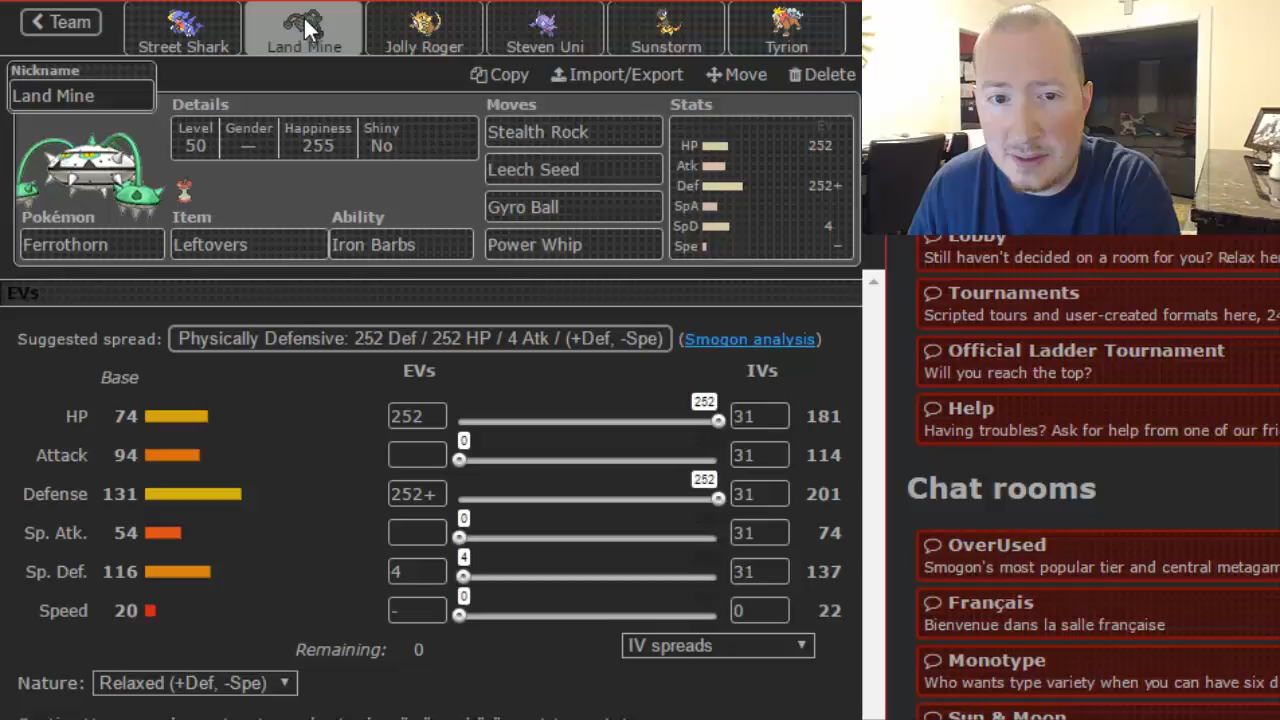 Team
Street Shark
Land Mine
Jolly Roger
Steven Uni
Sunstorm
Tyrion
Nickname
Land Mine
Copy
Import/Export
Move
Delete
Details
Moves
Stats
Level
50
Gender
—
Happiness
255
Shiny
No
Stealth Rock
Leech Seed
Gyro Ball
Power Whip
HP 252
Atk
Def 252+
SpA
SpD 4
Spe –
Pokémon
Ferrothorn
Item
Leftovers
Ability
Iron Barbs
EVs
Suggested spread: Physically Defensive: 252 Def / 252 HP / 4 Atk / (+Def, -Spe) (Smogon analysis)
Base EVs IVs
HP 74 252 252 31 181
Attack 94 0 31 114
Defense 131 252+ 252 31 201
Sp. Atk. 54 0 31 74
Sp. Def. 116 4 4 31 137
Speed 20 - 0 0 22
Remaining: 0
IV spreads
Nature: Relaxed (+Def, -Spe)
Lobby
Still haven't decided on a room for you? Relax he
Tournaments
Scripted tours and user-created formats here, 24
Official Ladder Tournament
Will you reach the top?
Help
Having troubles? Ask for help from one of our fri
Chat rooms
OverUsed
Smogon's most popular tier and central metagam
Français
Bienvenue dans la salle française
Monotype
Who wants type variety when you can have six d
Sun & Moon